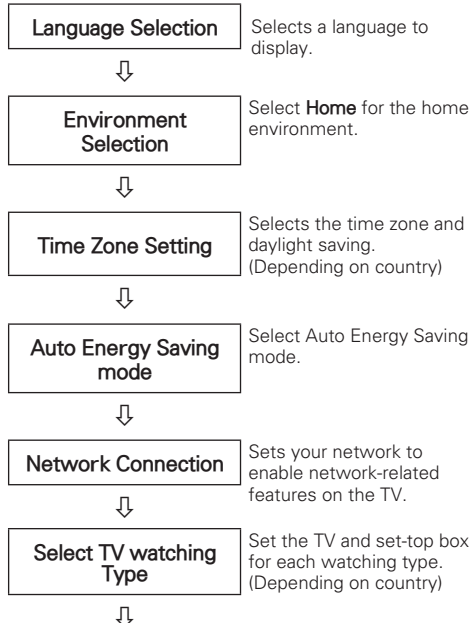 Language Selection
Selects a language to
display.
Environment
Selection
Select Home for the home
environment.
Time Zone Setting
Selects the time zone and
daylight saving.
(Depending on country)
Auto Energy Saving
mode
Select Auto Energy Saving
mode.
Network Connection
Sets your network to
enable network-related
features on the TV.
Select TV watching
Type
Set the TV and set-top box
for each watching type.
(Depending on country)